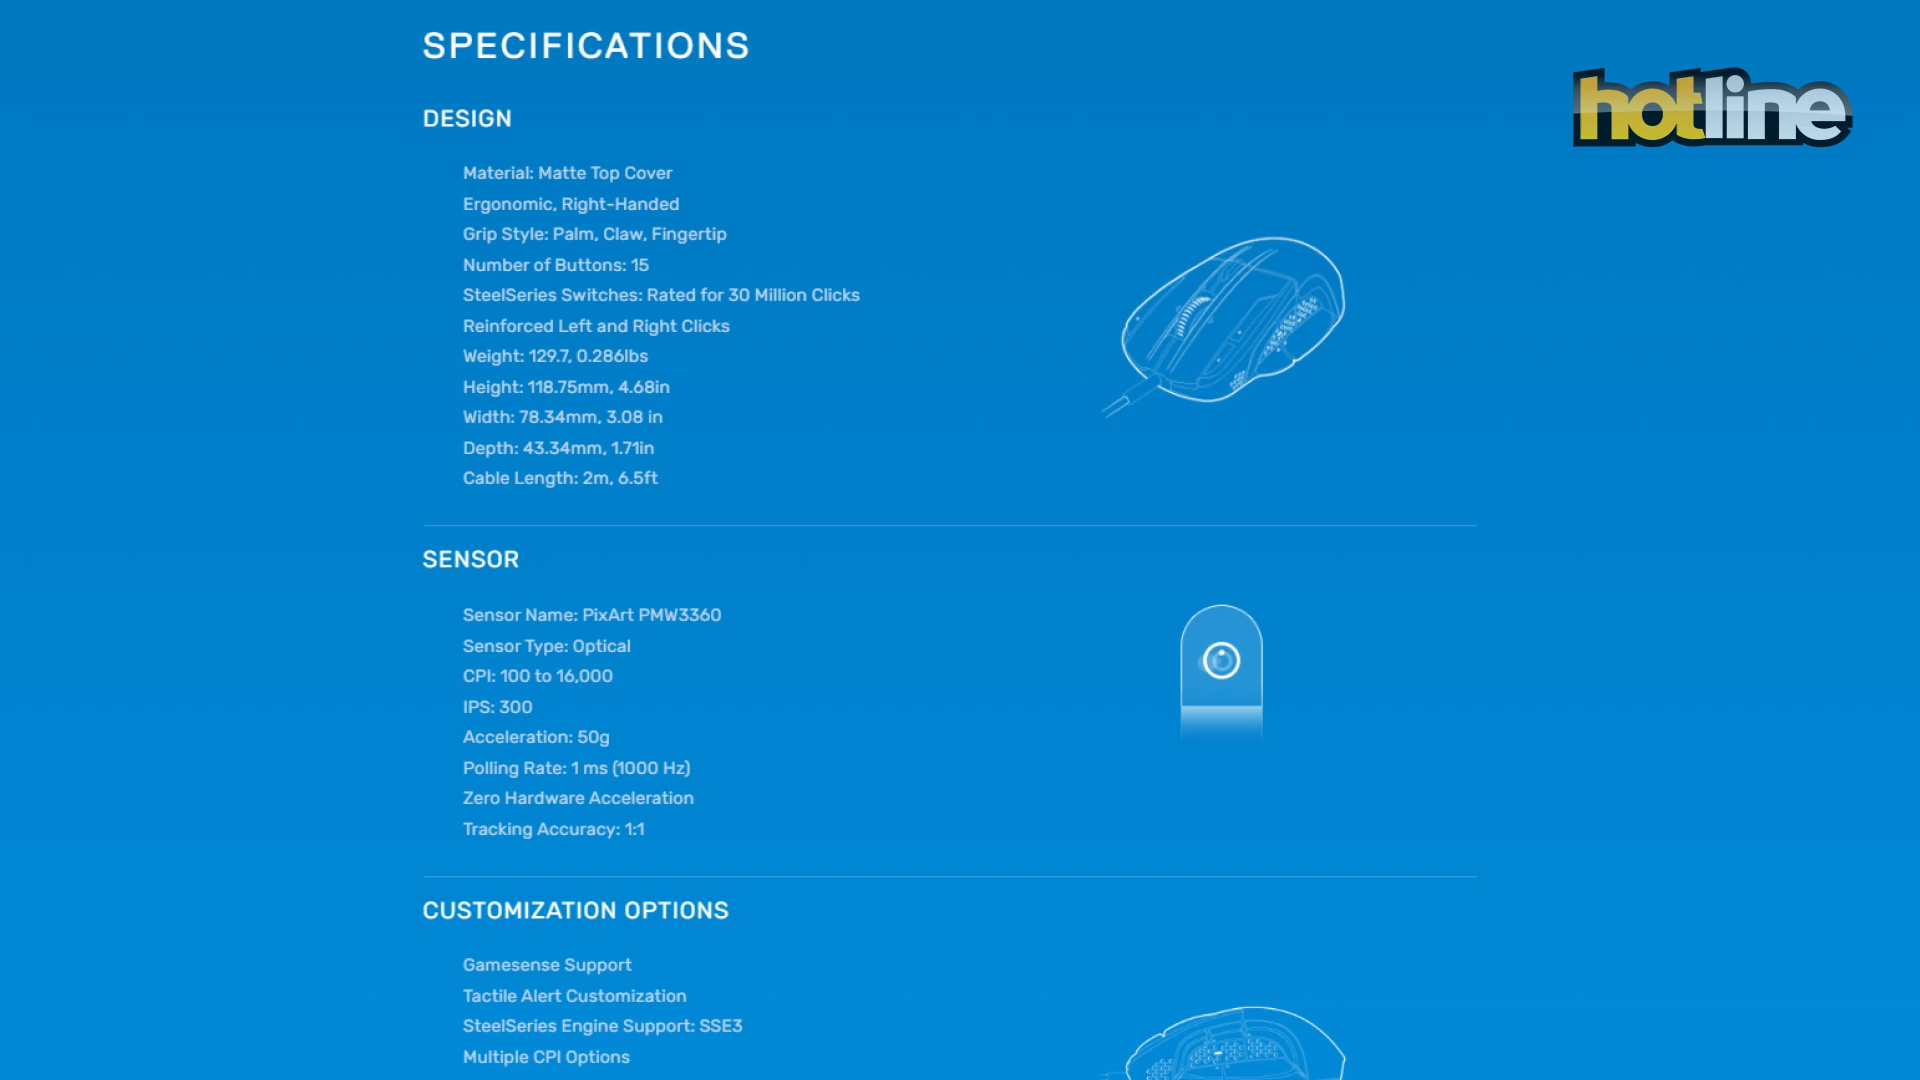 SPECIFICATIONS
hotline
DESIGN
Material: Matte Top Cover
Ergonomic, Right-Handed
Grip Style: Palm, Claw, Fingertip
Number of Buttons: 15
SteelSeries Switches: Rated for 30 Million Clicks
Reinforced Left and Right Clicks
Weight: 129.7, 0.286lbs
Height: 118.75mm, 4.68in
Width: 78.34mm, 3.08 in
Depth: 43.34mm, 1.71in
Cable Length: 2m, 6.5ft
SENSOR
Sensor Name: PixArt PMW3360
Sensor Type: Optical
CPI: 100 to 16,000
IPS: 300
Acceleration: 50g
Polling Rate: 1 ms (1000 Hz)
Zero Hardware Acceleration
Tracking Accuracy: 1:1
CUSTOMIZATION OPTIONS
Gamesense Support
Tactile Alert Customization
SteelSeries Engine Support: SSE3
Multiple CPI Options